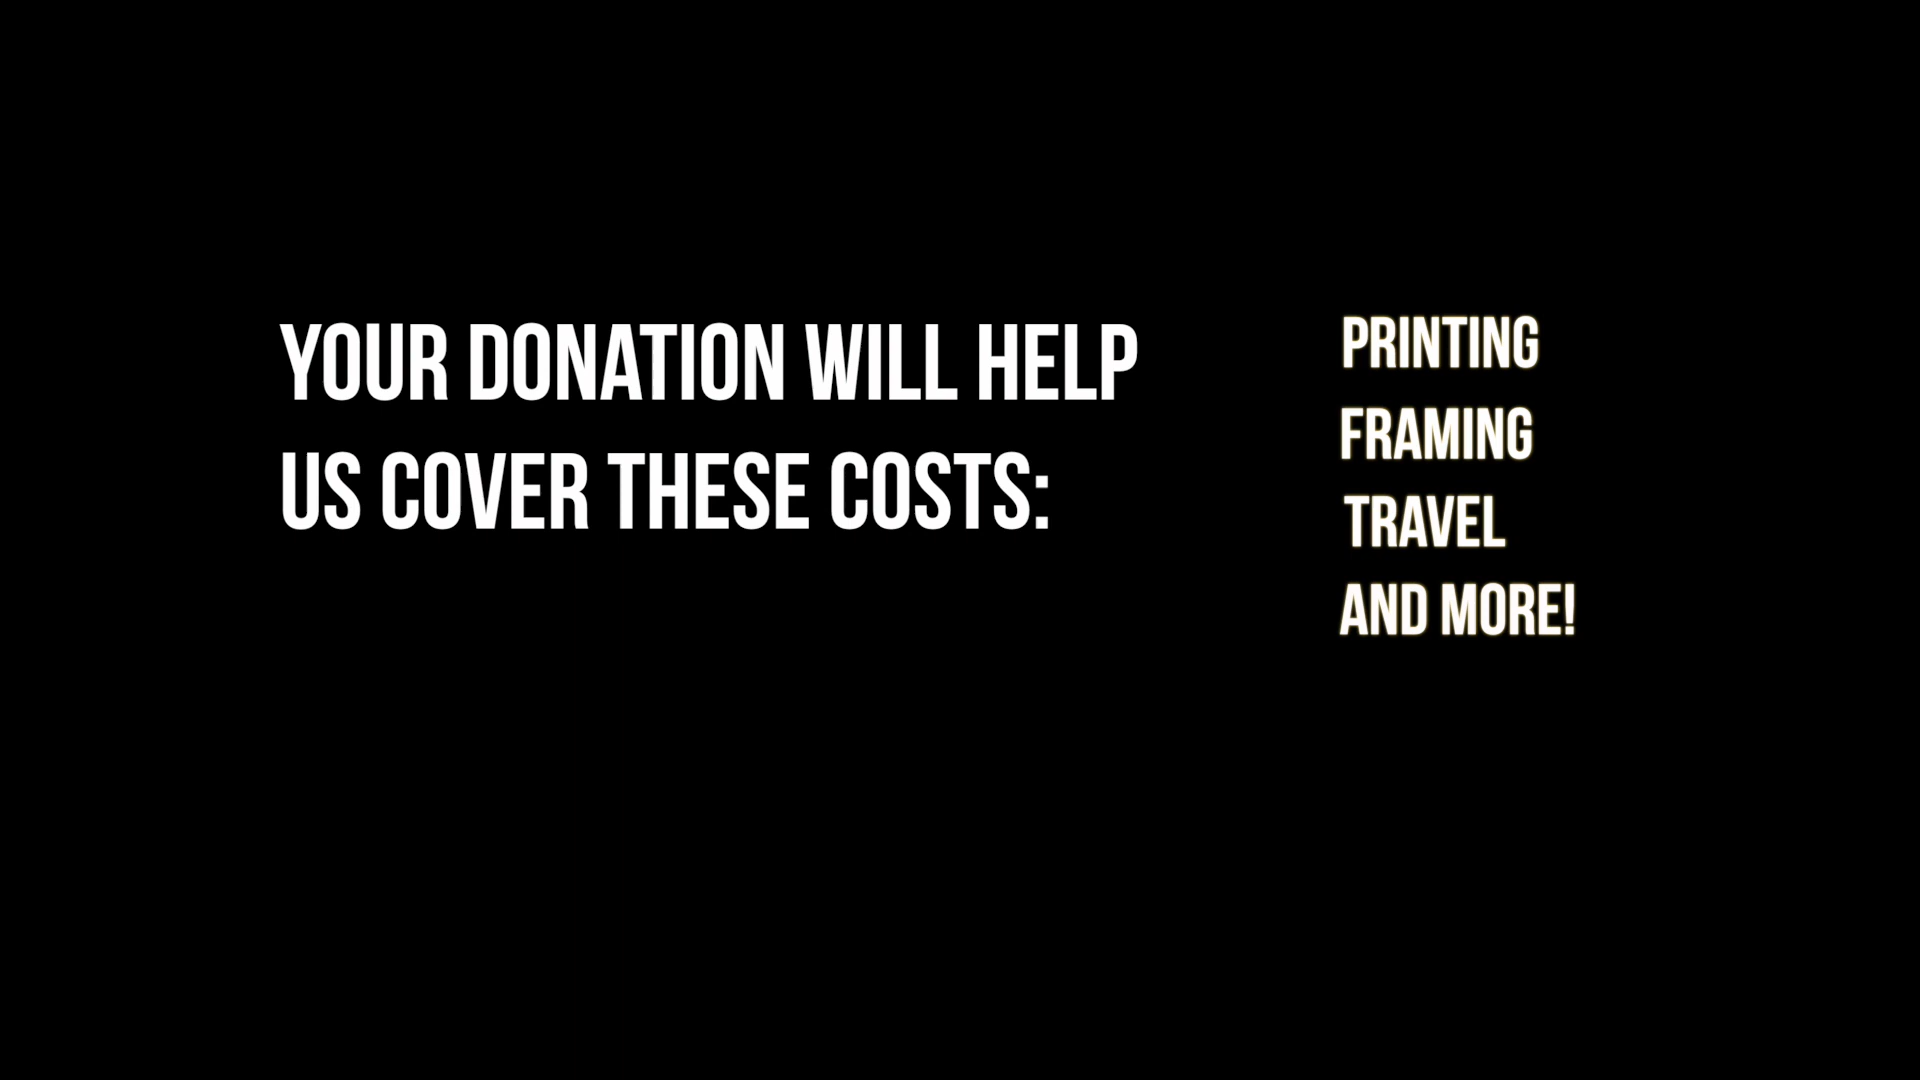 YOUR DONATION WILL HELP
US COVER THESE COSTS:
PRINTING
FRAMING
TRAVEL
AND MORE!